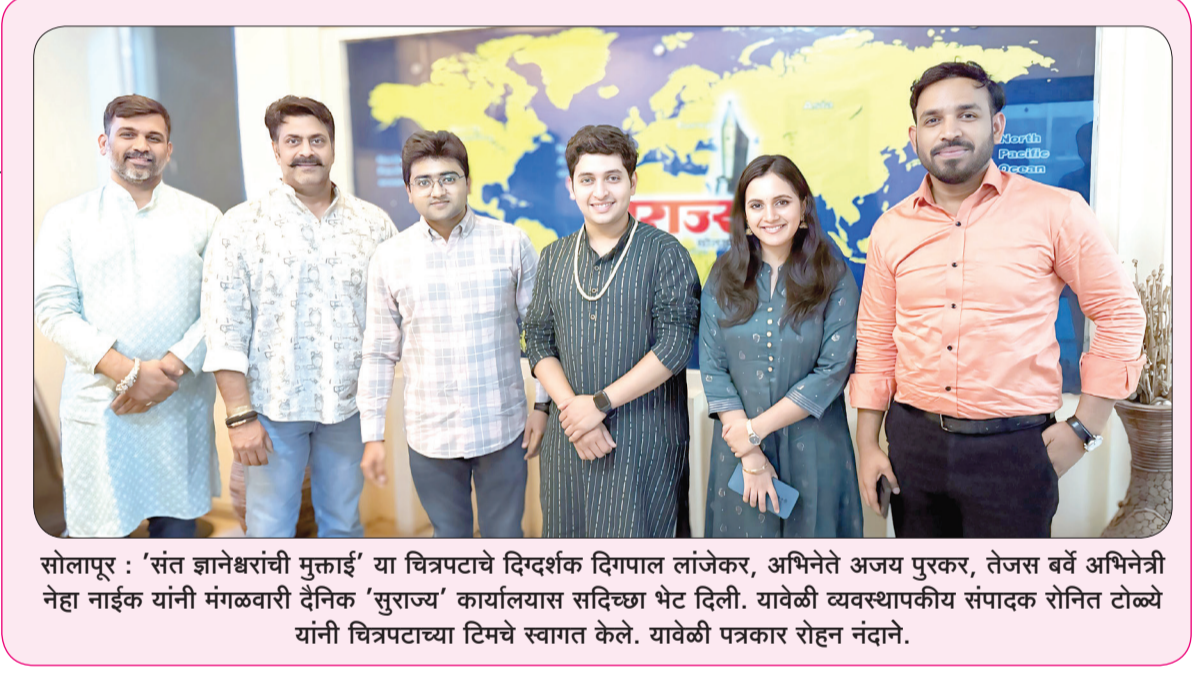 Asia
North
Pacific
Ocean
राज्य
सोलापूर : ’संत ज्ञानेश्वरांची मुक्ताई’ या चित्रपटाचे दिग्दर्शक दिगपाल लांजेकर, अभिनेते अजय पुरकर, तेजस बर्वे अभिनेत्री
नेहा नाईक यांनी मंगळवारी दैनिक ’सुराज्य’ कार्यालयास सदिच्छा भेट दिली. यावेळी व्यवस्थापकीय संपादक रोनित टोळ्ये
यांनी चित्रपटाच्या टिमचे स्वागत केले. यावेळी पत्रकार रोहन नंदाने.